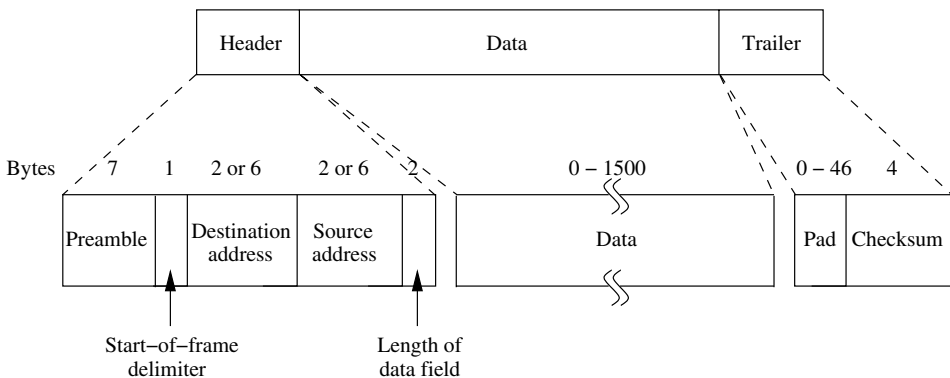 Header Data Trailer
Bytes 7 1 2 or 6 2 or 6 2 0 − 1500 0 − 46 4
Preamble Destination address Source address Data Pad Checksum
Start−of−frame delimiter
Length of data field